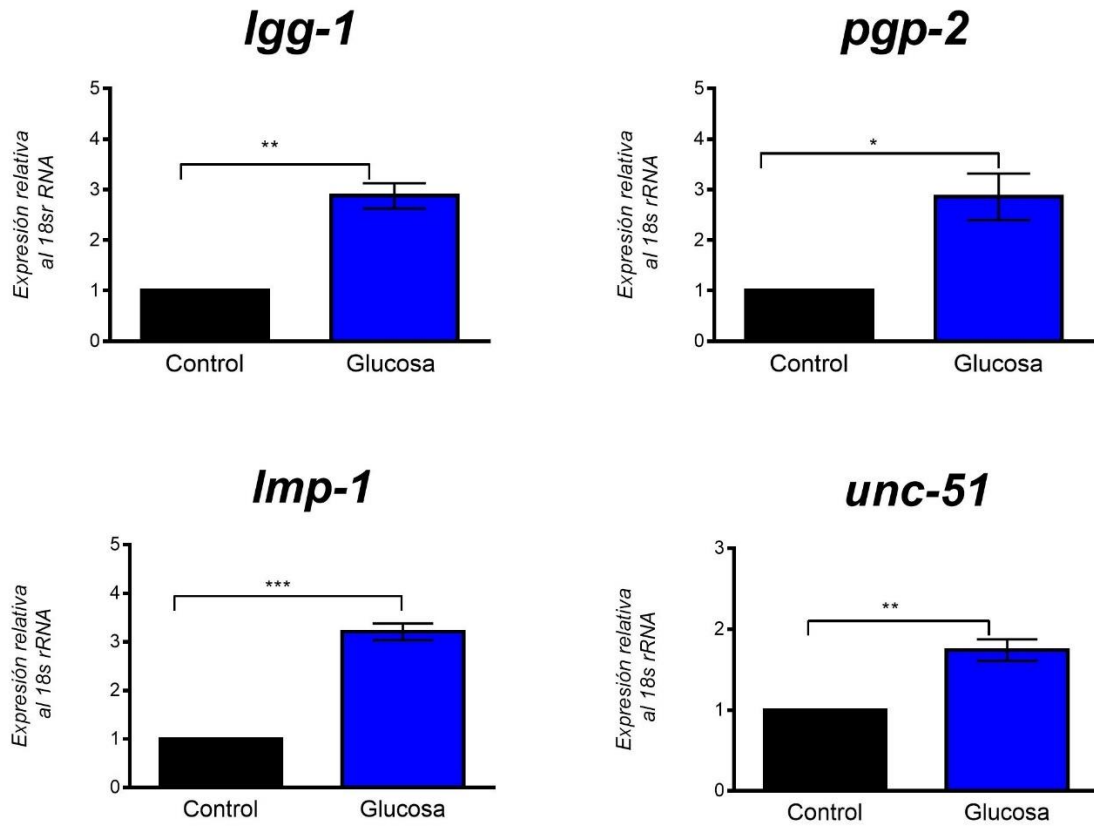 lgg-1
5
4
3
2
1
0
**
Expresión relativa
al 18sr RNA
Control
Glucosa
pgp-2
5
4
3
2
1
0
*
Expresión relativa
al 18s rRNA
Control
Glucosa
lmp-1
5
4
3
2
1
0
***
Expresión relativa
al 18s rRNA
Control
Glucosa
unc-51
3
2
1
0
**
Expresión relativa
al 18s rRNA
Control
Glucosa